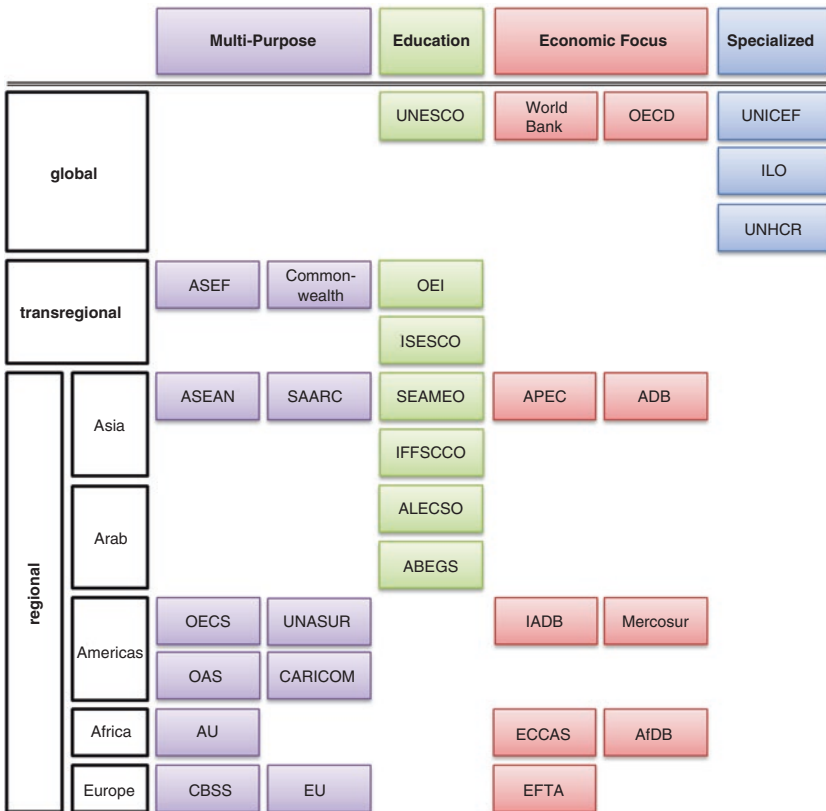 Multi-Purpose Education Economic Focus Specialized
global
UNESCO World Bank OECD UNICEF
ILO
UNHCR
transregional
ASEF Common-
wealth OEI
ISESCO
regional
Asia
ASEAN SAARC SEAMEO APEC ADB
IFFSCCO
Arab
ALECSO
ABEGS
Americas
OECS UNASUR IADB Mercosur
OAS CARICOM
Africa
AU ECCAS AfDB
Europe
CBSS EU EFTA